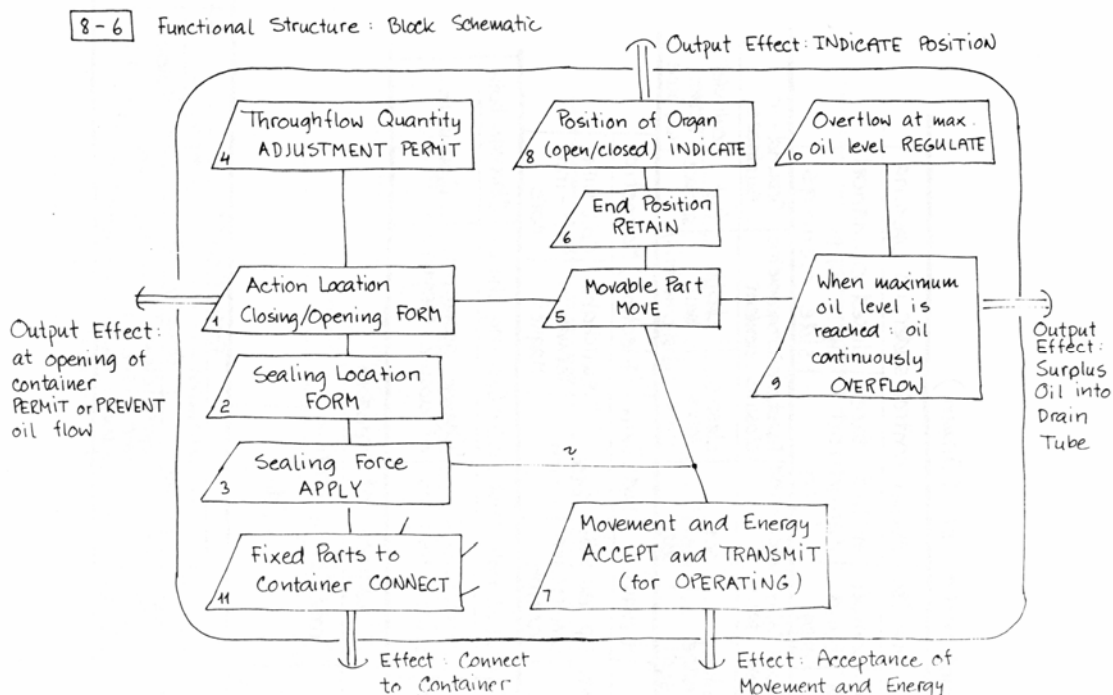 8-6 Functional Structure : Block Schematic
Output Effect : INDICATE POSITION
Throughflow Quantity
ADJUSTMENT PERMIT
4
Position of Organ
(open/closed) INDICATE
8
Overflow at max.
oil level REGULATE
10
End Position
RETAIN
6
Action Location
Closing/Opening FORM
1
Movable Part
MOVE
5
When maximum
oil level is
reached : oil
continuously
OVERFLOW
9
Output Effect :
at opening of
container
PERMIT or PREVENT
oil flow
Output
Effect :
Surplus
Oil into
Drain
Tube
Sealing Location
FORM
2
Sealing Force
APPLY
3
?
Fixed Parts to
Container CONNECT
11
Movement and Energy
ACCEPT and TRANSMIT
(for OPERATING)
7
Effect : Connect
to Container
Effect : Acceptance of
Movement and Energy